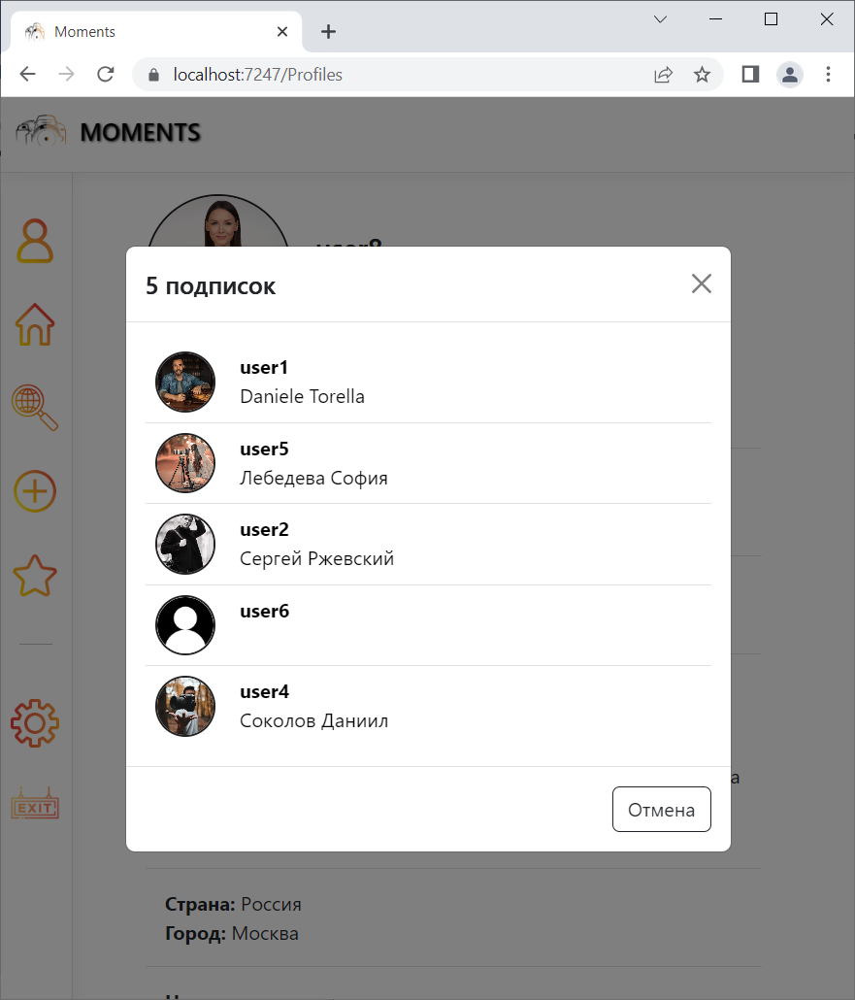 Moments
localhost:7247/Profiles
MOMENTS
5 подписок
user1
Daniele Torella
user5
Лебедева София
user2
Сергей Ржевский
user6
user4
Соколов Даниил
а
Отмена
EXIT
Страна: Россия
Город: Москва